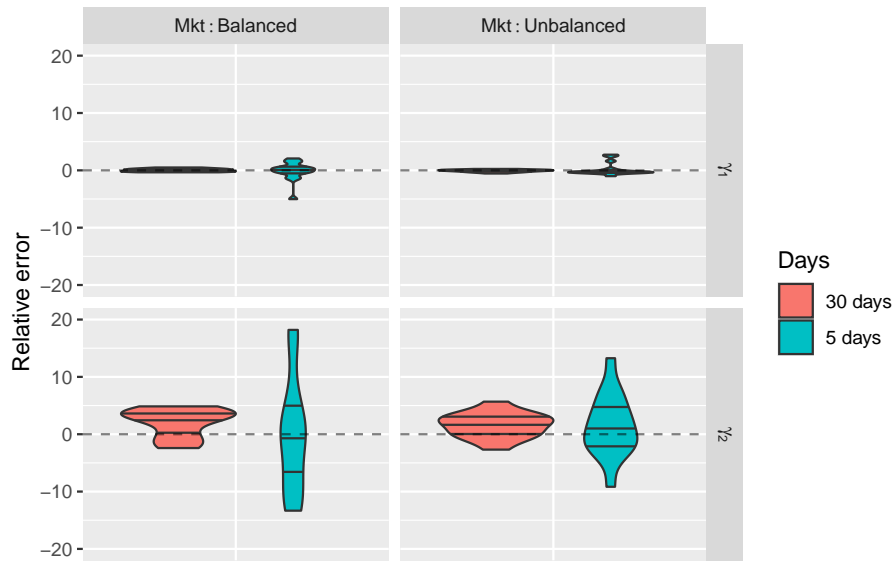 Mkt : Balanced
Mkt : Unbalanced
20
10
0
−10
−20
γ1
20
10
0
−10
−20
γ2
Relative error
Days
30 days
5 days